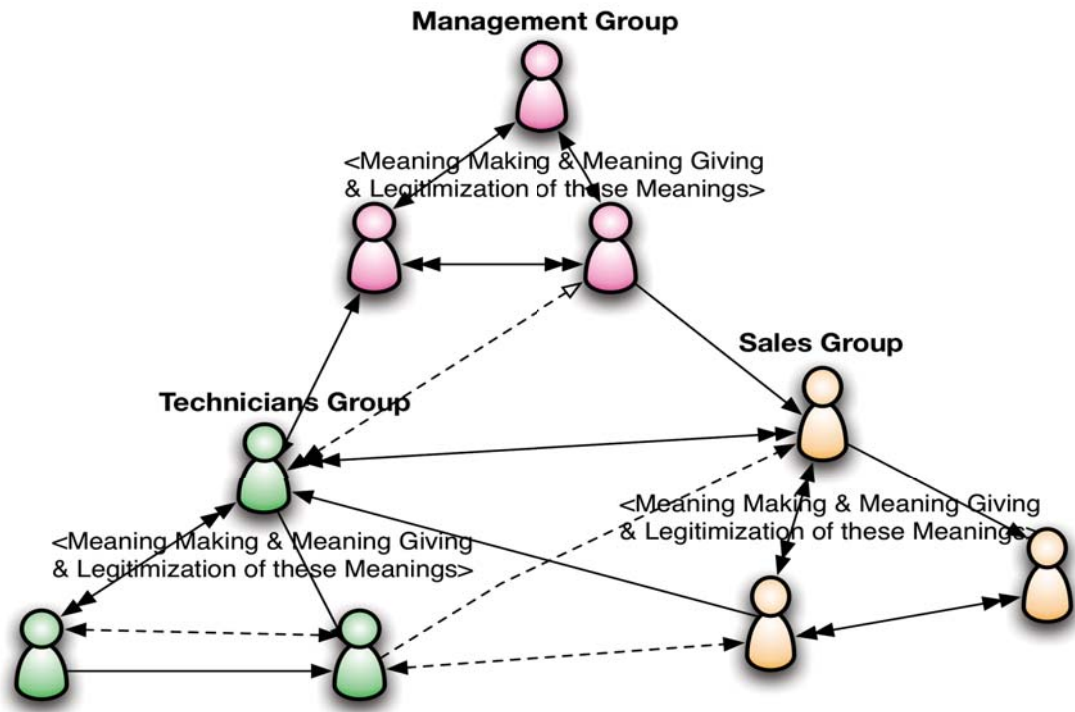 Management Group
<Meaning Making & Meaning Giving
& Legitimization of these Meanings>
Sales Group
Technicians Group
<Meaning Making & Meaning Giving
& Legitimization of these Meanings>
<Meaning Making & Meaning Giving
& Legitimization of these Meanings>